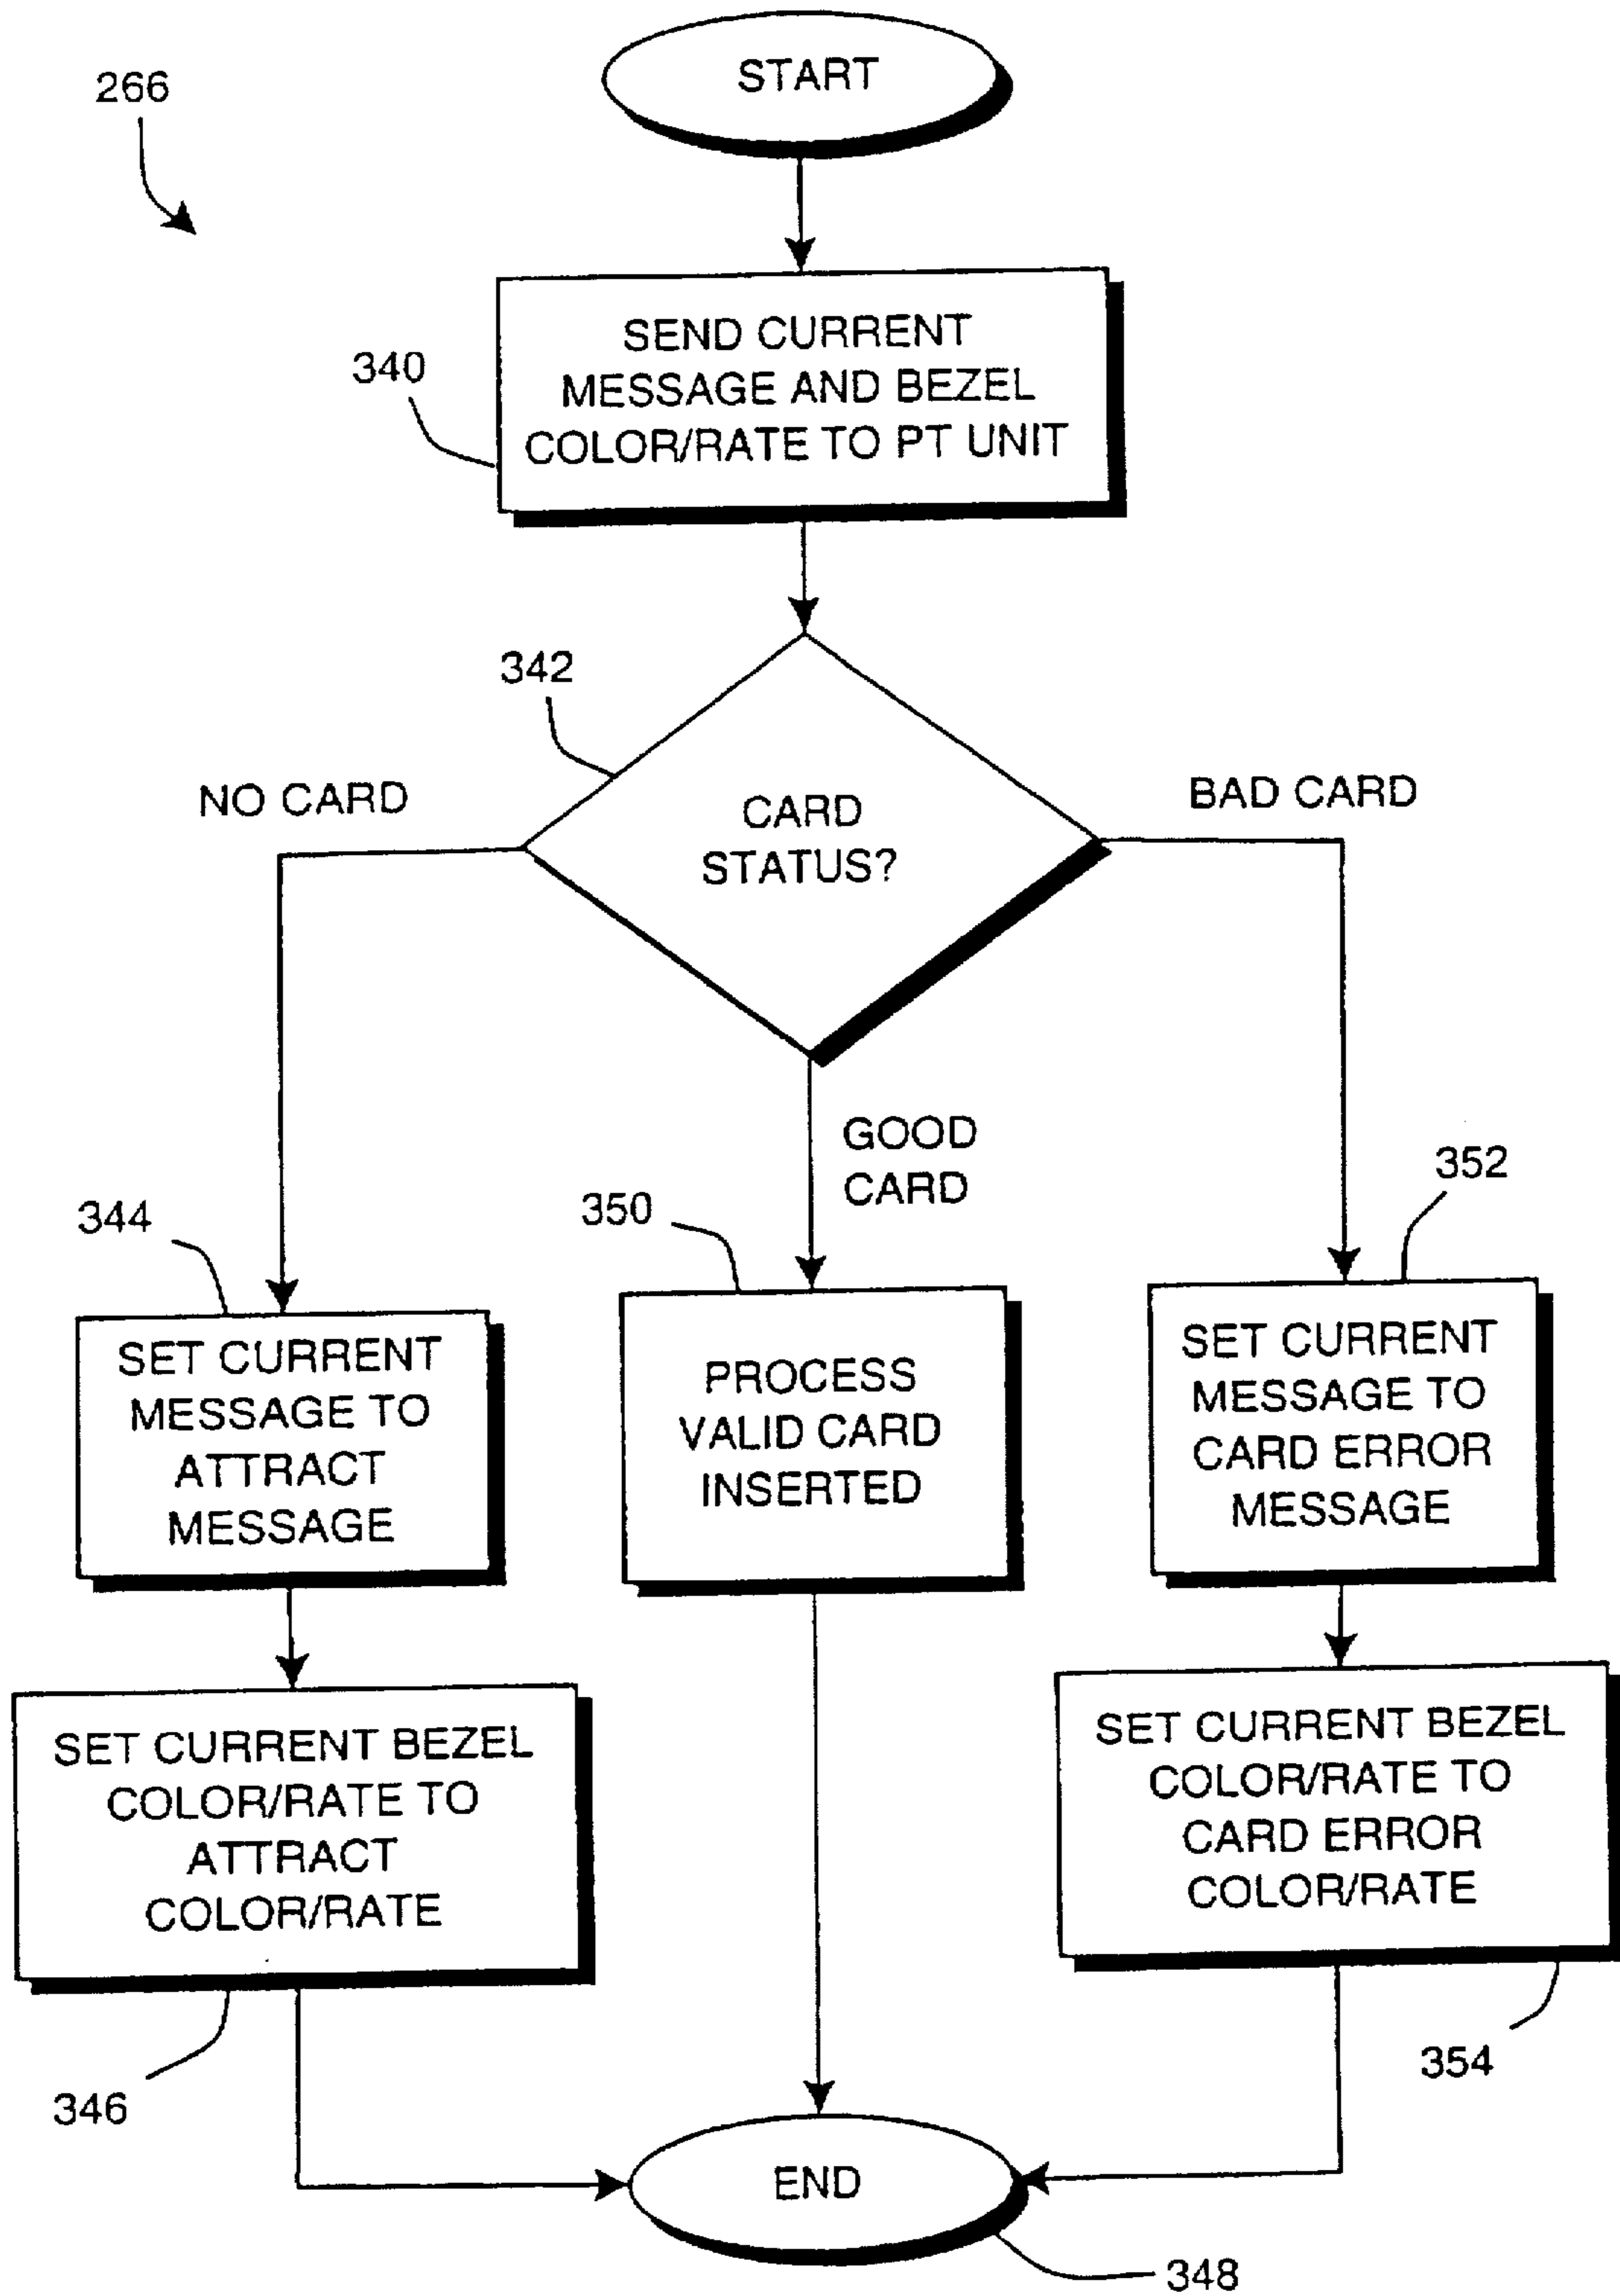 START
266
SEND CURRENT
MESSAGE AND BEZEL
COLOR/RATE TO PT UNIT
340
342
CARD
STATUS?
NO CARD
BAD CARD
GOOD
CARD
344
350
352
SET CURRENT
MESSAGE TO
ATTRACT
MESSAGE
PROCESS
VALID CARD
INSERTED
SET CURRENT
MESSAGE TO
CARD ERROR
MESSAGE
SET CURRENT BEZEL
COLOR/RATE TO
ATTRACT
COLOR/RATE
SET CURRENT BEZEL
COLOR/RATE TO
CARD ERROR
COLOR/RATE
346
354
END
348